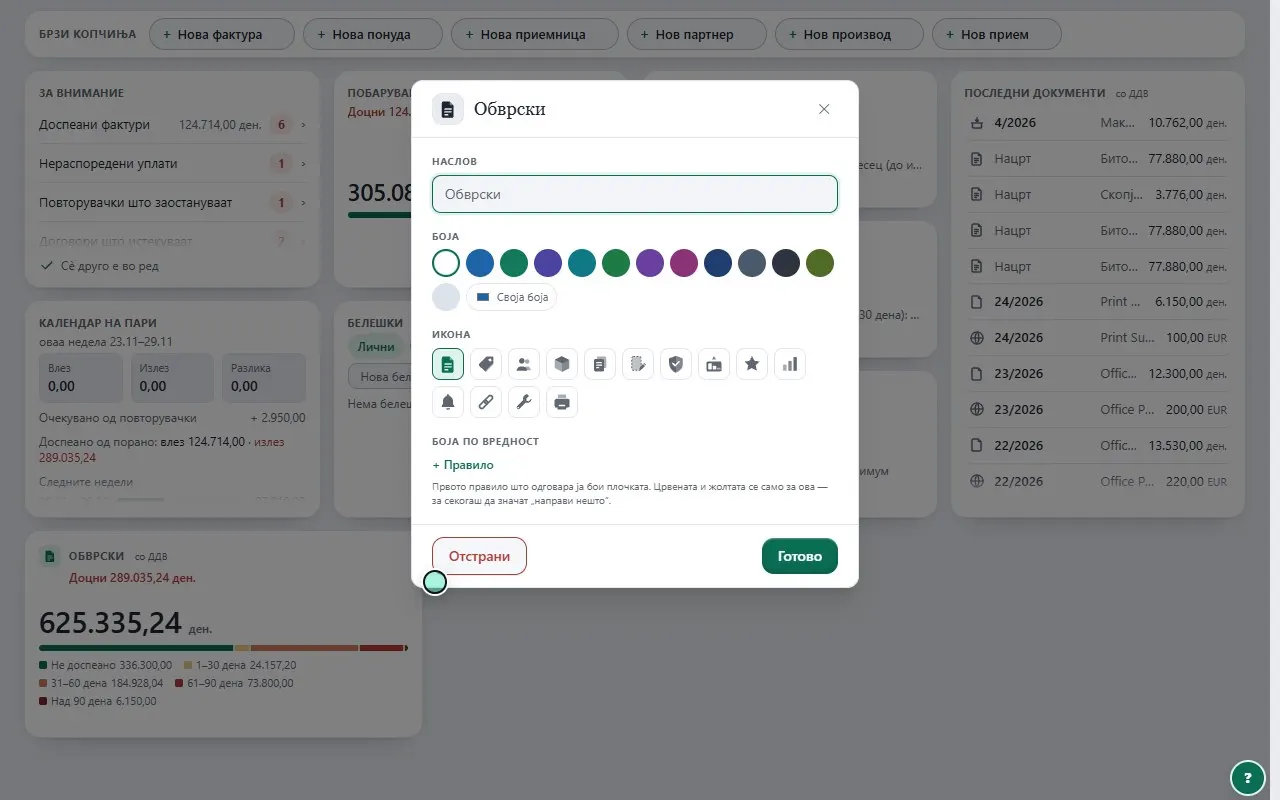 БРЗИ КОПЧИЊА
+ Нова фактура
+ Нова понуда
+ Нова приемница
+ Нов партнер
+ Нов производ
+ Нов прием
ЗА ВНИМАНИЕ
Доспеани фактури 124.714,00 ден. 6 ›
Нераспоредени уплати 1 ›
Повторувачки што заостануваат 1 ›
Договори што истекуваат 7 ›
Сè друго е во ред
ПОБАРУВА
Доцни 124.
305.08
есец (до и...
30 дена): ...
имум
ПОСЛЕДНИ ДОКУМЕНТИ со ДДВ
4/2026 Мак... 10.762,00 ден.
Нацрт Бито... 77.880,00 ден.
Нацрт Скопј... 3.776,00 ден.
Нацрт Бито... 77.880,00 ден.
Нацрт Бито... 77.880,00 ден.
24/2026 Print ... 6.150,00 ден.
24/2026 Print Su... 100,00 EUR
23/2026 Offic... 12.300,00 ден.
23/2026 Office P... 200,00 EUR
22/2026 Offic... 13.530,00 ден.
22/2026 Office P... 220,00 EUR
КАЛЕНДАР НА ПАРИ
оваа недела 23.11–29.11
Влез Излез Разлика
0,00 0,00 0,00
Очекувано од повторувачки + 2.950,00
Доспеано од порано: влез 124.714,00 · излез
289.035,24
Следните недели
БЕЛЕШКИ
Лични
Нова бел
Нема белеш
ОБВРСКИ со ДДВ
Доцни 289.035,24 ден.
625.335,24 ден.
Не доспеано 336.300,00 1–30 дена 24.157,20
31–60 дена 184.928,04 61–90 дена 73.800,00
Над 90 дена 6.150,00
Обврски
НАСЛОВ
Обврски
БОЈА
Своја боја
ИКОНА
БОЈА ПО ВРЕДНОСТ
+ Правило
Првото правило што одговара ја бои плочката. Црвената и жолтата се само за ова —
за секогаш да значат „направи нешто“.
Отстрани
Готово
?